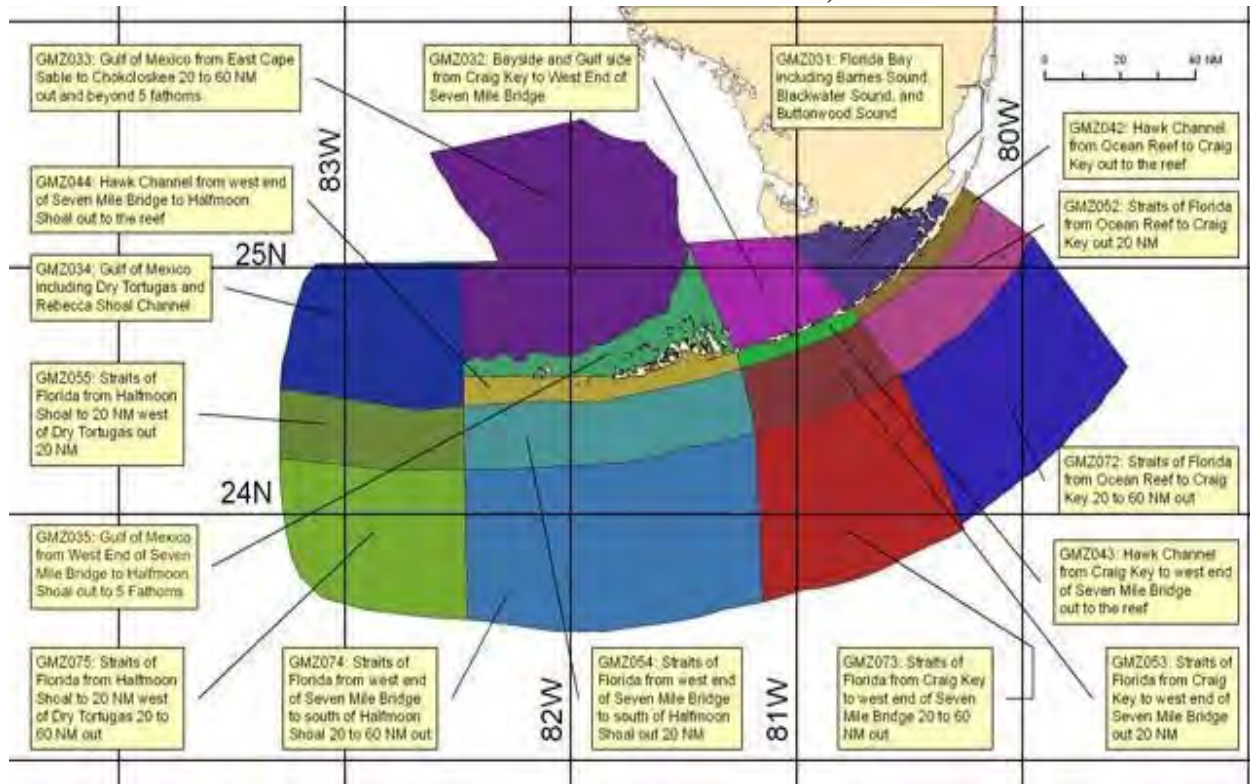 GMZ033: Gulf of Mexico from East Cape
Sable to Chokoloskee 20 to 60 NM
out and beyond 5 fathoms
GMZ032: Bayside and Gulf side
from Craig Key to West End of
Seven Mile Bridge
GMZ031: Florida Bay
including Barnes Sound,
Blackwater Sound, and
Buttonwood Sound
0 20 60 NM
83W
80W
GMZ042: Hawk Channel
from Ocean Reef to Craig
Key out to the reef
GMZ044: Hawk Channel from west end
of Seven Mile Bridge to Halfmoon
Shoal out to the reef
GMZ052: Straits of Florida
from Ocean Reef to Craig
Key out 20 NM
25N
GMZ034: Gulf of Mexico
including Dry Tortugas and
Rebecca Shoal Channel
GMZ055: Straits of
Florida from Halfmoon
Shoal to 20 NM west
of Dry Tortugas out
20 NM
GMZ072: Straits of Florida
from Ocean Reef to Craig
Key 20 to 60 NM out
24N
GMZ035: Gulf of Mexico
from West End of Seven
Mile Bridge to Halfmoon
Shoal out to 5 Fathoms
GMZ043: Hawk Channel
from Craig Key to west end
of Seven Mile Bridge
out to the reef
GMZ075: Straits of
Florida from Halfmoon
Shoal to 20 NM west
of Dry Tortugas 20 to
60 NM out
GMZ074: Straits of
Florida from west end
of Seven Mile Bridge
to south of Halfmoon
Shoal 20 to 60 NM out
82W
GMZ054: Straits of
Florida from west end
of Seven Mile Bridge
to south of Halfmoon
Shoal out 20 NM
81W
GMZ073: Straits of
Florida from Craig Key
to west end of Seven
Mile Bridge 20 to 60
NM out
GMZ053: Straits of
Florida from Craig
Key to west end of
Seven Mile Bridge
out 20 NM